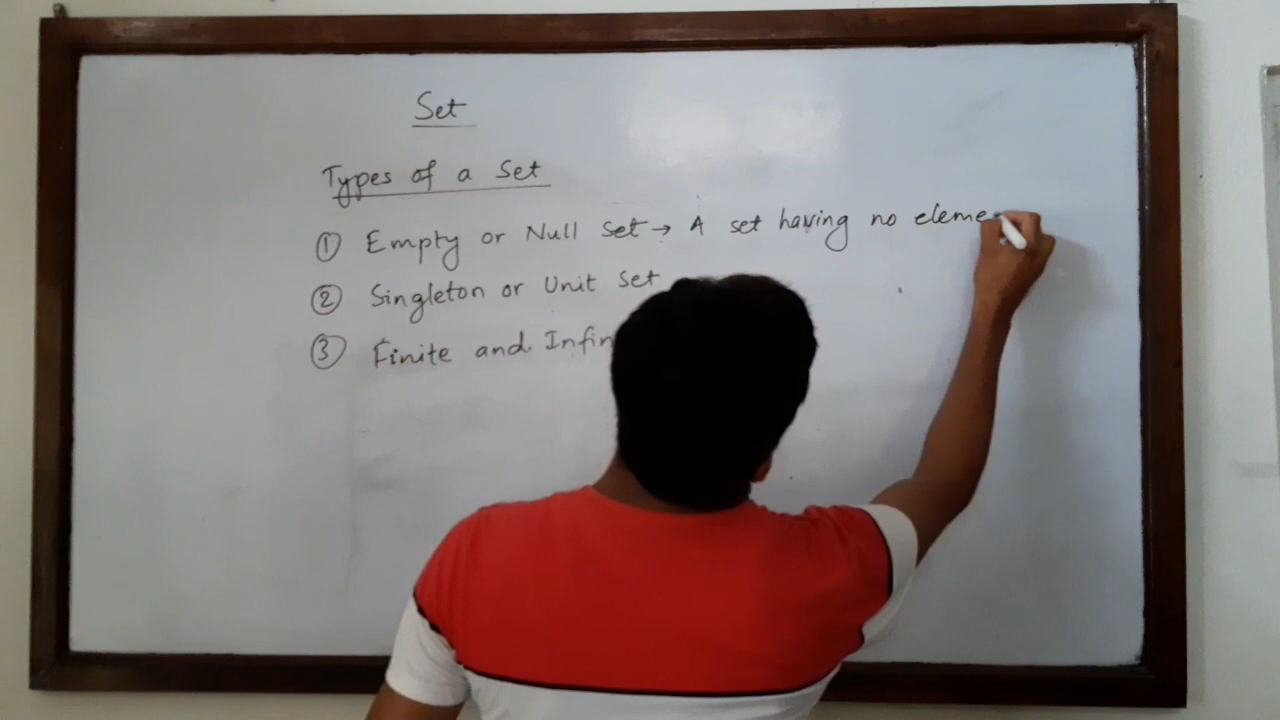 Set
Types of a Set
① Empty or Null Set → A set having no eleme
② Singleton or Unit Set
③ Finite and Infin